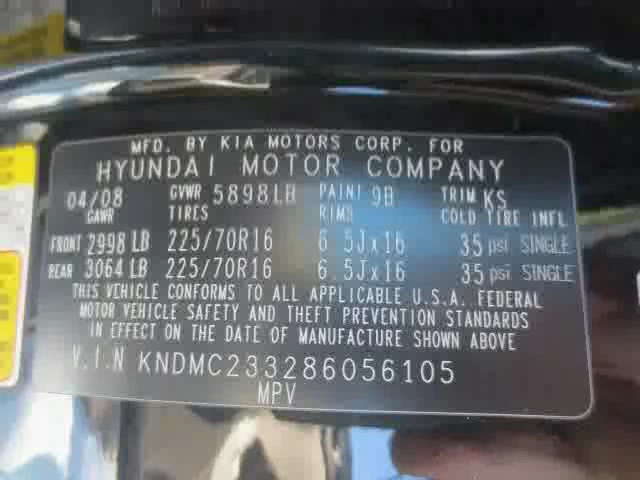 MFD. BY KIA MOTORS CORP. FOR
HYUNDAI MOTOR COMPANY
04/08 GVWR 5898LB PAINT 9B TRIM KS
GAWR TIRES RIMS COLD TIRE INFL
FRONT 2998 LB 225/70R16 6.5Jx16 35 psi SINGLE
REAR 3064 LB 225/70R16 6.5Jx16 35 psi SINGLE
THIS VEHICLE CONFORMS TO ALL APPLICABLE U.S.A. FEDERAL
MOTOR VEHICLE SAFETY AND THEFT PREVENTION STANDARDS
IN EFFECT ON THE DATE OF MANUFACTURE SHOWN ABOVE
V.I.N KNDMC233286056105
MPV